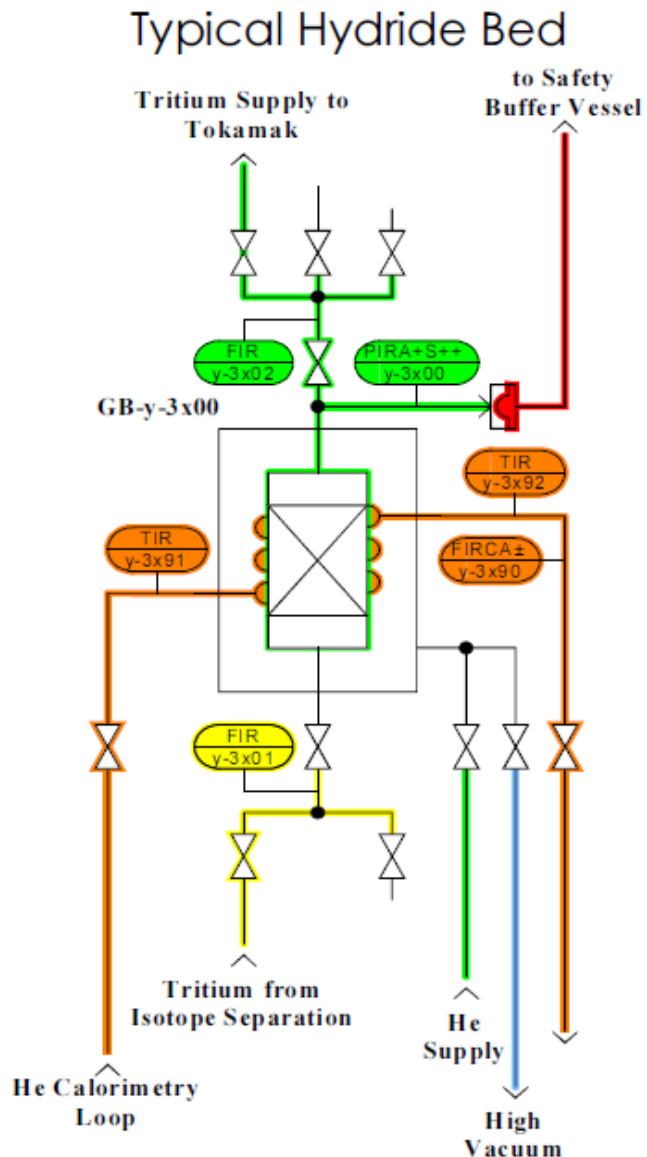 Typical Hydride Bed
to Safety
Buffer Vessel
Tritium Supply to
Tokamak
FIR
y-3x02
PIRA+S++
y-3x00
GB-y-3x00
TIR
y-3x92
TIR
y-3x91
FIRCA±
y-3x90
FIR
y-3x01
Tritium from
Isotope Separation
He
Supply
He Calorimetry
Loop
High
Vacuum